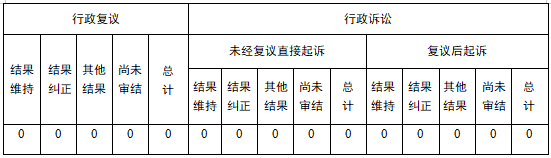 行政复议 行政诉讼
未经复议直接起诉 复议后起诉
结果维持 结果纠正 其他结果 尚未审结 总计 结果维持 结果纠正 其他结果 尚未审结 总计 结果维持 结果纠正 其他结果 尚未审结 总计
0 0 0 0 0 0 0 0 0 0 0 0 0 0 0